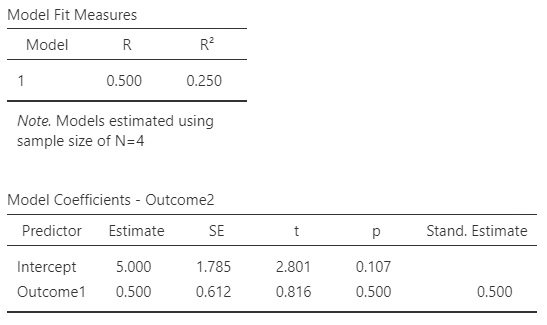 Model Fit Measures
Model R R²
1 0.500 0.250
Note. Models estimated using
sample size of N=4
Model Coefficients - Outcome2
Predictor Estimate SE t p Stand. Estimate
Intercept 5.000 1.785 2.801 0.107
Outcome1 0.500 0.612 0.816 0.500 0.500